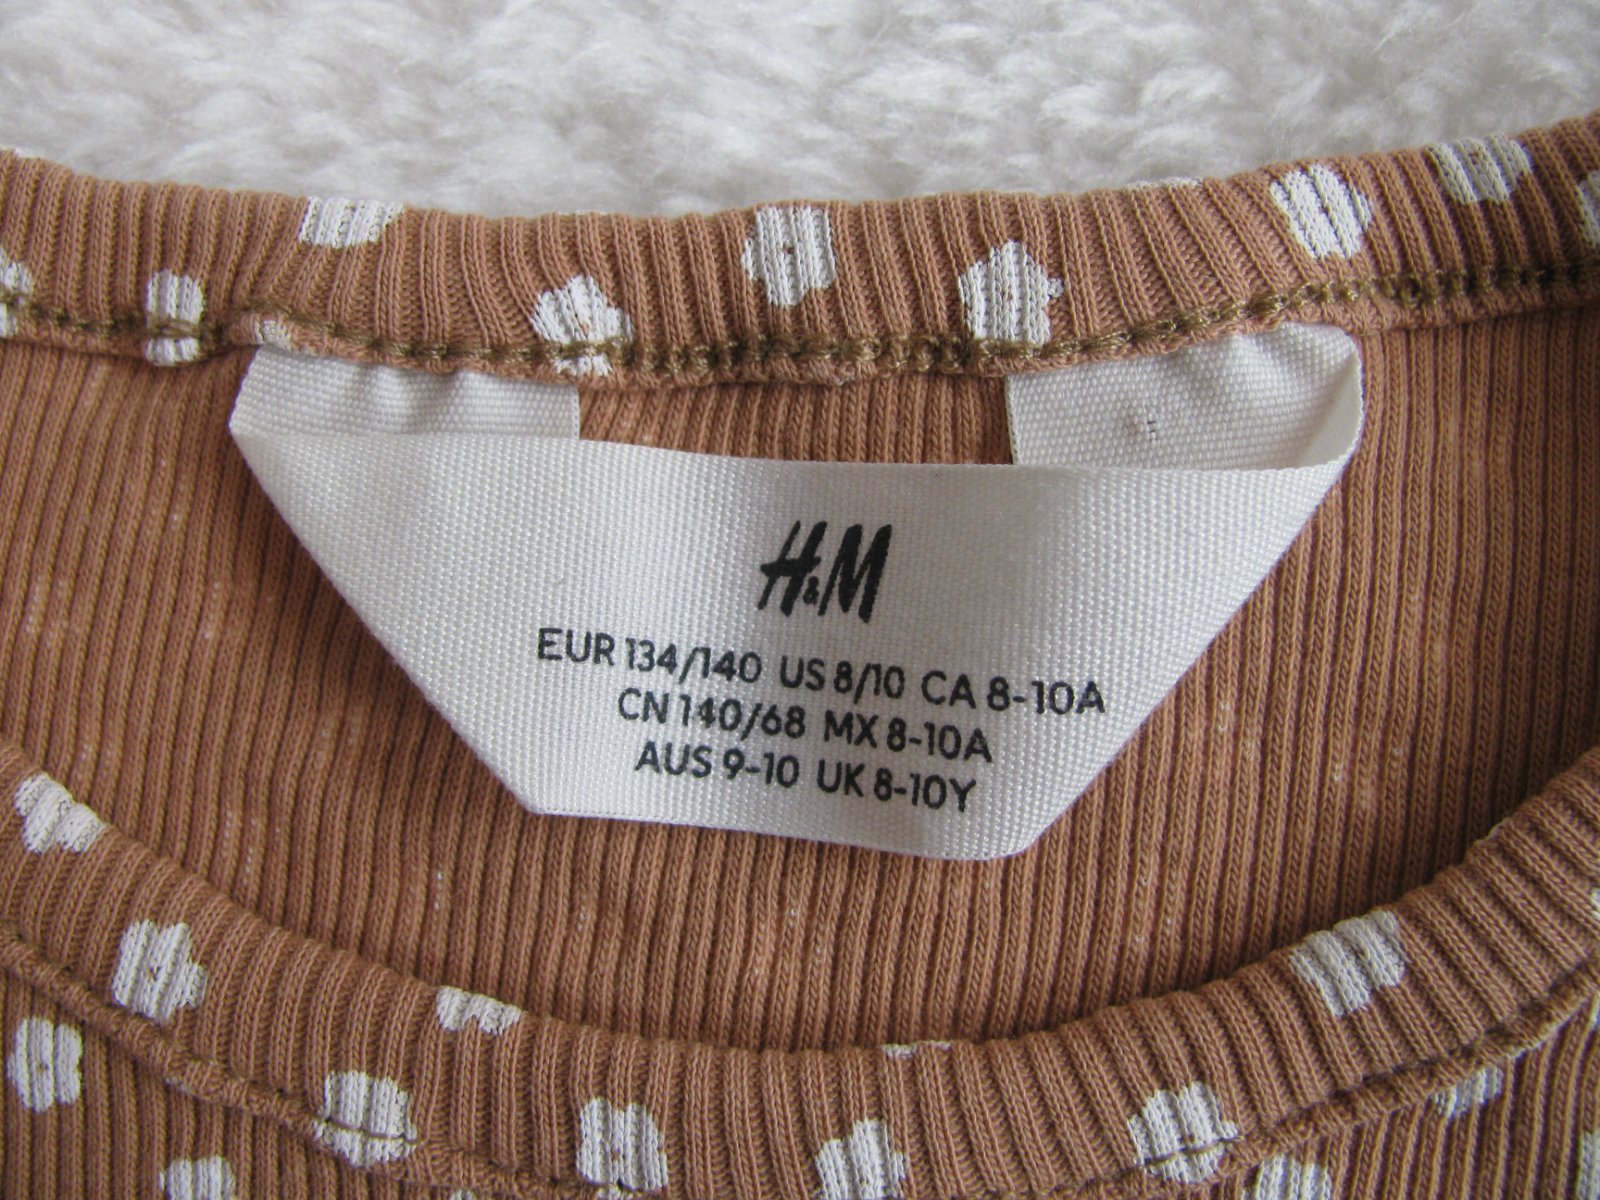 H&M
EUR 134/140 US 8/10 CA 8-10A
CN 140/68 MX 8-10A
AUS 9-10 UK 8-10Y